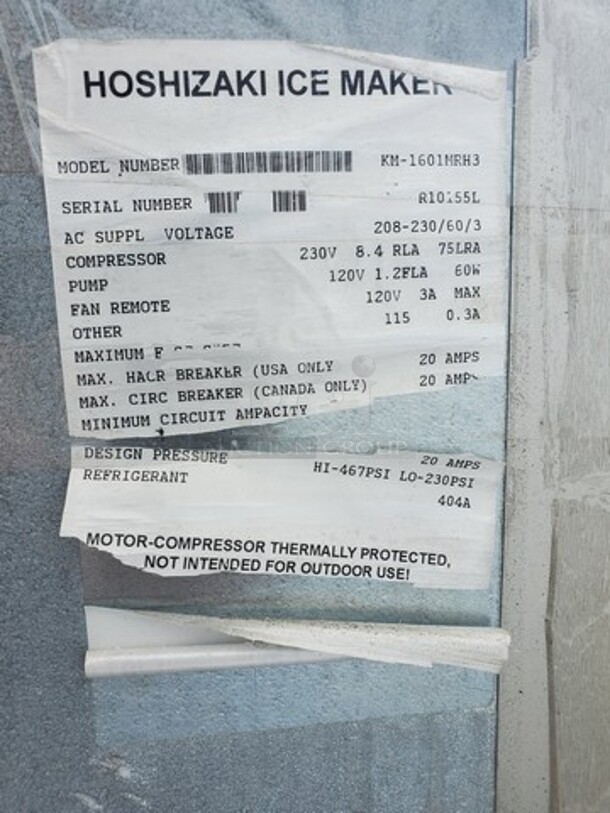 HOSHIZAKI ICE MAKER
MODEL NUMBER KM-1601MRH3
SERIAL NUMBER R10155L
AC SUPPL VOLTAGE 208-230/60/3
COMPRESSOR 230V 8.4 RLA 75LRA
PUMP 120V 1.2FLA 60W
FAN REMOTE 120V 3A MAX
OTHER 115 0.3A
MAXIMUM
MAX. HACR BREAKER (USA ONLY 20 AMPS
MAX. CIRC BREAKER (CANADA ONLY) 20 AMPS
MINIMUM CIRCUIT AMPACITY
20 AMPS
DESIGN PRESSURE HI-467PSI LO-230PSI
REFRIGERANT 404A
MOTOR-COMPRESSOR THERMALLY PROTECTED,
NOT INTENDED FOR OUTDOOR USE!